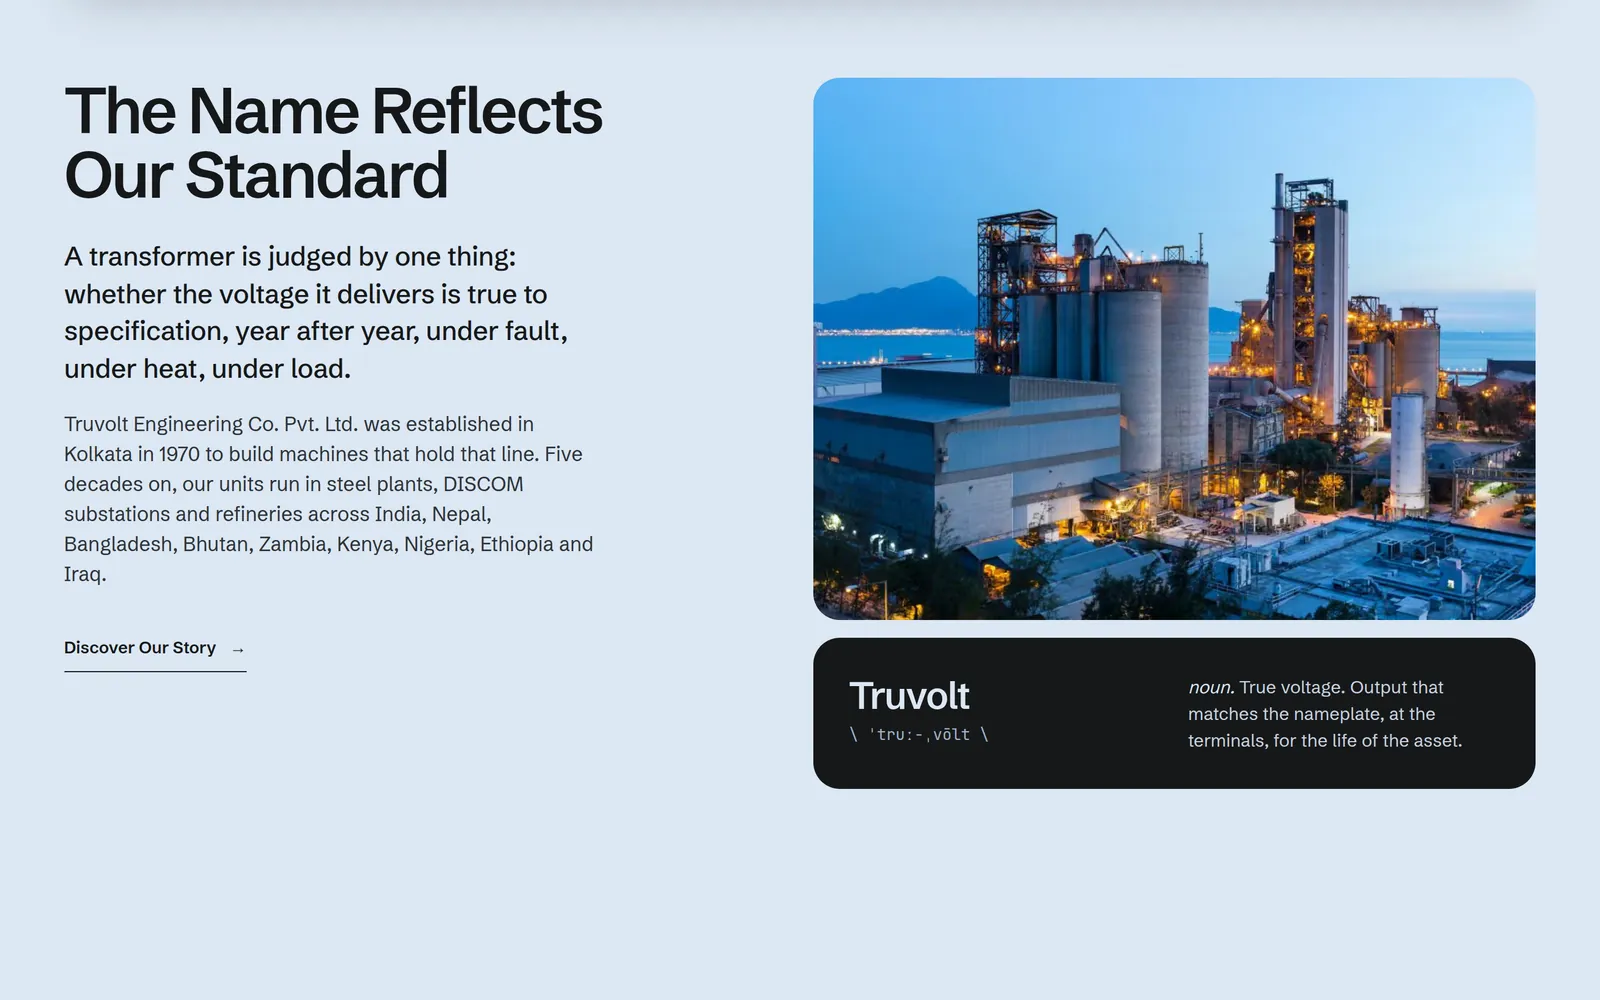 The Name Reflects
Our Standard
A transformer is judged by one thing:
whether the voltage it delivers is true to
specification, year after year, under fault,
under heat, under load.
Truvolt Engineering Co. Pvt. Ltd. was established in
Kolkata in 1970 to build machines that hold that line. Five
decades on, our units run in steel plants, DISCOM
substations and refineries across India, Nepal,
Bangladesh, Bhutan, Zambia, Kenya, Nigeria, Ethiopia and
Iraq.
Discover Our Story →
Truvolt
\ ˈtruː-ˌvōlt \
noun. True voltage. Output that
matches the nameplate, at the
terminals, for the life of the asset.